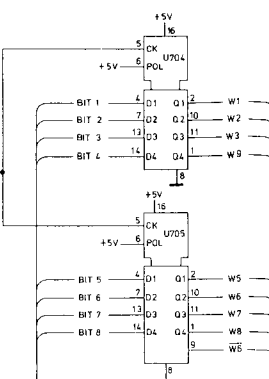 +5V
16
5 CK
U704
+5V 6 POL
BIT 1 4 D1 Q1 2 W1
BIT 2 7 D2 Q2 10 W2
BIT 3 13 D3 Q3 11 W3
BIT 4 14 D4 Q4 1 W9
8
+5V
16
5 CK
U705
+5V 6 POL
BIT 5 4 D1 Q1 2 W5
BIT 6 7 D2 Q2 10 W6
BIT 7 13 D3 Q3 11 W7
BIT 8 14 D4 Q4 1 W8
9
8